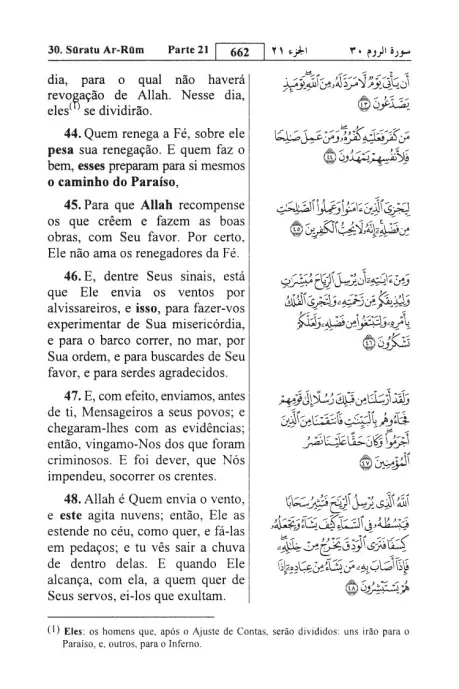 30. Sūratu Ar-Rūm Parte 21 662 الجزء ٢١ سورة الروم ٣٠
dia, para o qual não haverá
revogação de Allah. Nesse dia,
eles(1) se dividirão.
44. Quem renega a Fé, sobre ele
pesa sua renegação. E quem faz o
bem, esses preparam para si mesmos
o caminho do Paraíso,
45. Para que Allah recompense
os que crêem e fazem as boas
obras, com Seu favor. Por certo,
Ele não ama os renegadores da Fé.
46. E, dentre Seus sinais, está
que Ele envia os ventos por
alvissareiros, e isso, para fazer-vos
experimentar de Sua misericórdia,
e para o barco correr, no mar, por
Sua ordem, e para buscardes de Seu
favor, e para serdes agradecidos.
47. E, com efeito, enviamos, antes
de ti, Mensageiros a seus povos; e
chegaram-lhes com as evidências;
então, vingamo-Nos dos que foram
criminosos. E foi dever, que Nós
impendeu, socorrer os crentes.
48. Allah é Quem envia o vento,
e este agita nuvens; então, Ele as
estende no céu, como quer, e fá-las
em pedaços; e tu vês sair a chuva
de dentro delas. E quando Ele
alcança, com ela, a quem quer de
Seus servos, ei-los que exultam.
أَن يَأْتِيَ يَوْمٌ لَّا مَرَدَّ لَهُۥ مِنَ ٱللَّهِ يَوْمَئِذٍ
يَصَّدَّعُونَ ٤٣
مَن كَفَرَ فَعَلَيْهِ كُفْرُهُۥ وَمَنْ عَمِلَ صَٰلِحًا
فَلِأَنفُسِهِمْ يَمْهَدُونَ ٤٤
لِيَجْزِيَ ٱلَّذِينَ ءَامَنُوا۟ وَعَمِلُوا۟ ٱلصَّٰلِحَٰتِ
مِن فَضْلِهِۦٓ إِنَّهُۥ لَا يُحِبُّ ٱلْكَٰفِرِينَ ٤٥
وَمِنْ ءَايَٰتِهِۦٓ أَن يُرْسِلَ ٱلرِّيَاحَ مُبَشِّرَٰتٍ
وَلِيُذِيقَكُم مِّن رَّحْمَتِهِۦ وَلِتَجْرِيَ ٱلْفُلْكُ
بِأَمْرِهِۦ وَلِتَبْتَغُوا۟ مِن فَضْلِهِۦ وَلَعَلَّكُمْ
تَشْكُرُونَ ٤٦
وَلَقَدْ أَرْسَلْنَا مِن قَبْلِكَ رُسُلًا إِلَىٰ قَوْمِهِمْ
فَجَآءُوهُم بِٱلْبَيِّنَٰتِ فَٱنتَقَمْنَا مِنَ ٱلَّذِينَ
أَجْرَمُوا۟ وَكَانَ حَقًّا عَلَيْنَا نَصْرُ
ٱلْمُؤْمِنِينَ ٤٧
ٱللَّهُ ٱلَّذِي يُرْسِلُ ٱلرِّيَٰحَ فَتُثِيرُ سَحَابًا
فَيَبْسُطُهُۥ فِي ٱلسَّمَآءِ كَيْفَ يَشَآءُ وَيَجْعَلُهُۥ
كِسَفًا فَتَرَى ٱلْوَدْقَ يَخْرُجُ مِنْ خِلَٰلِهِۦ
فَإِذَآ أَصَابَ بِهِۦ مَن يَشَآءُ مِنْ عِبَادِهِۦٓ إِذَا
هُمْ يَسْتَبْشِرُونَ ٤٨
(1) Eles: os homens que, após o Ajuste de Contas, serão divididos: uns irão para o
Paraíso, e, outros, para o Inferno.